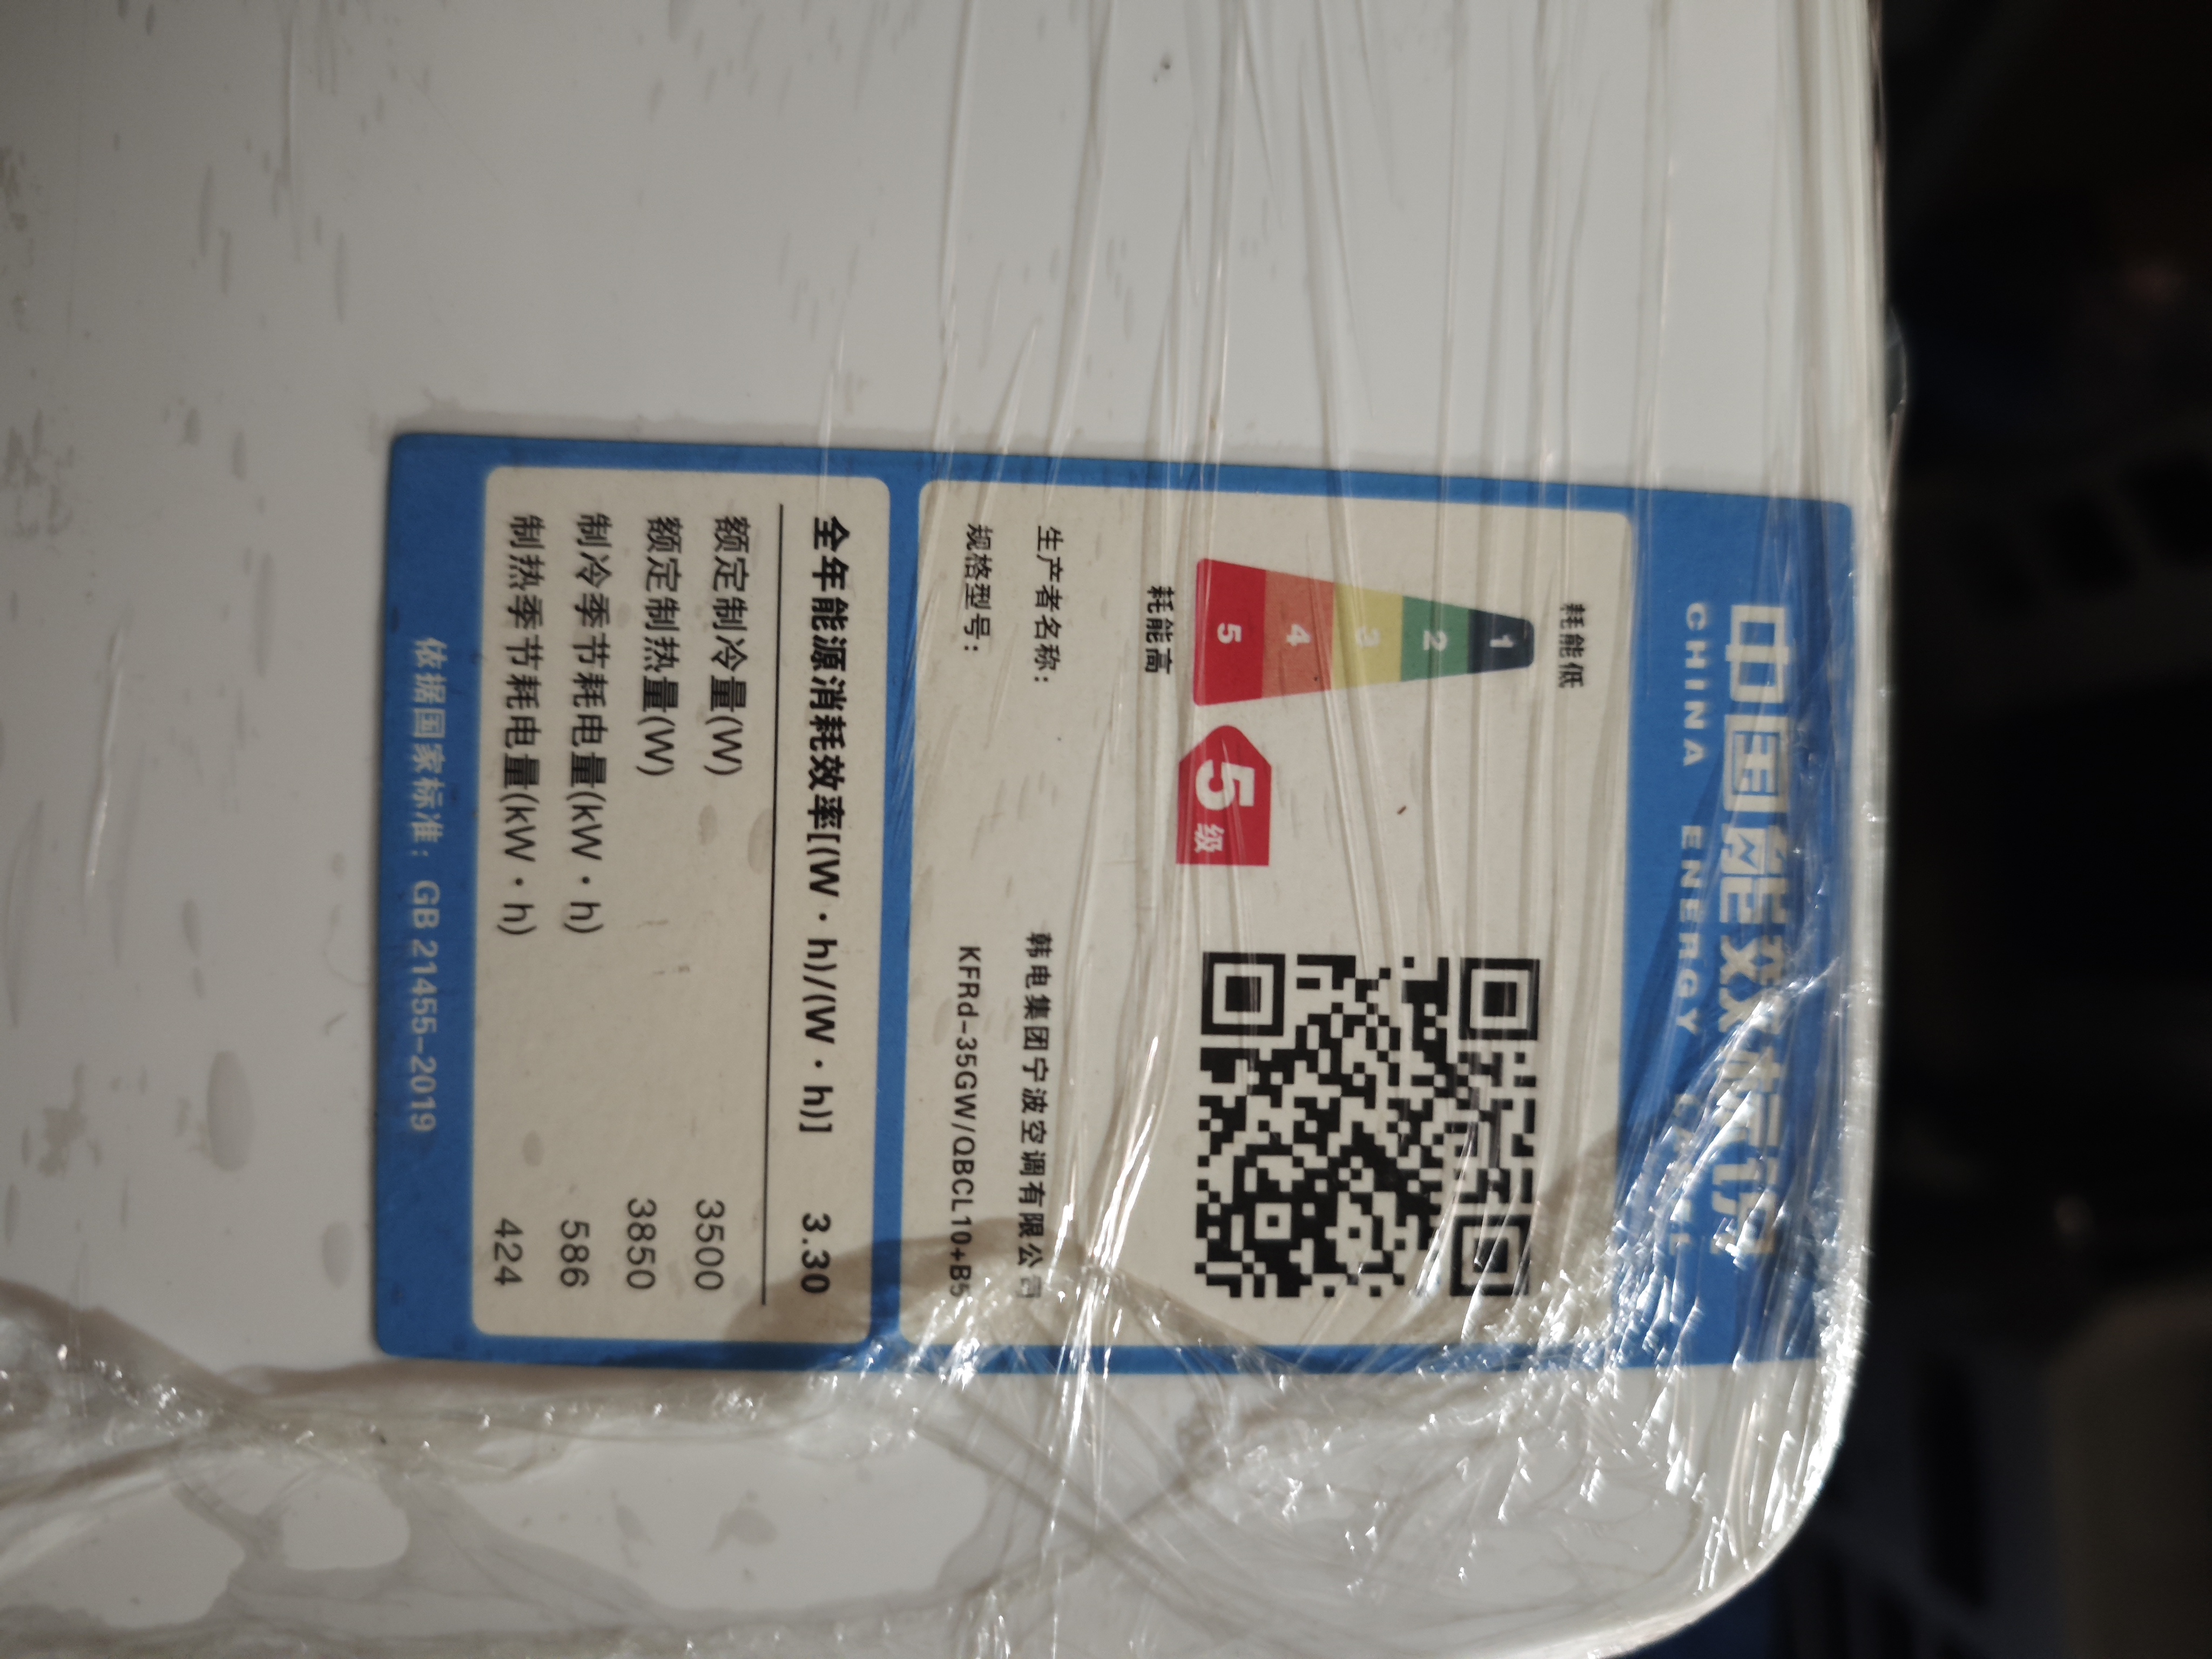 中国能效标识
CHINA ENERGY LABEL
耗能低
1
2
3
4
5
5级
耗能高
生产者名称： 韩电集团宁波空调有限公司
规格型号： KFRd-35GW/QBCL10+B5
全年能源消耗效率[(W·h)/(W·h)] 3.30
额定制冷量(W) 3500
额定制热量(W) 3850
制冷季节耗电量(kW·h) 586
制热季节耗电量(kW·h) 424
依据国家标准：GB 21455-2019